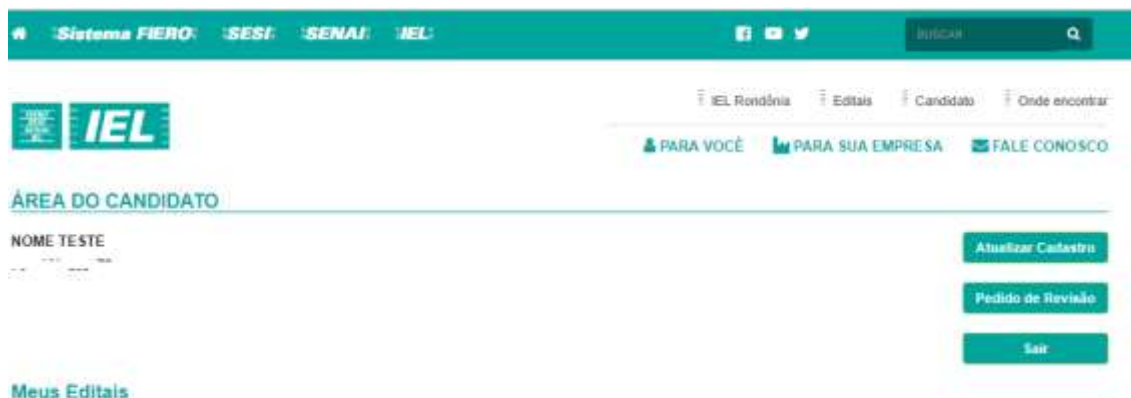 Sistema FIERO SESI SENAI IEL BUSCAR
IEL Rondônia Editais Candidato Onde encontrar
IEL
PARA VOCÊ PARA SUA EMPRESA FALE CONOSCO
ÁREA DO CANDIDATO
NOME TESTE
Atualizar Cadastro
Pedido de Revisão
Sair
Meus Editais